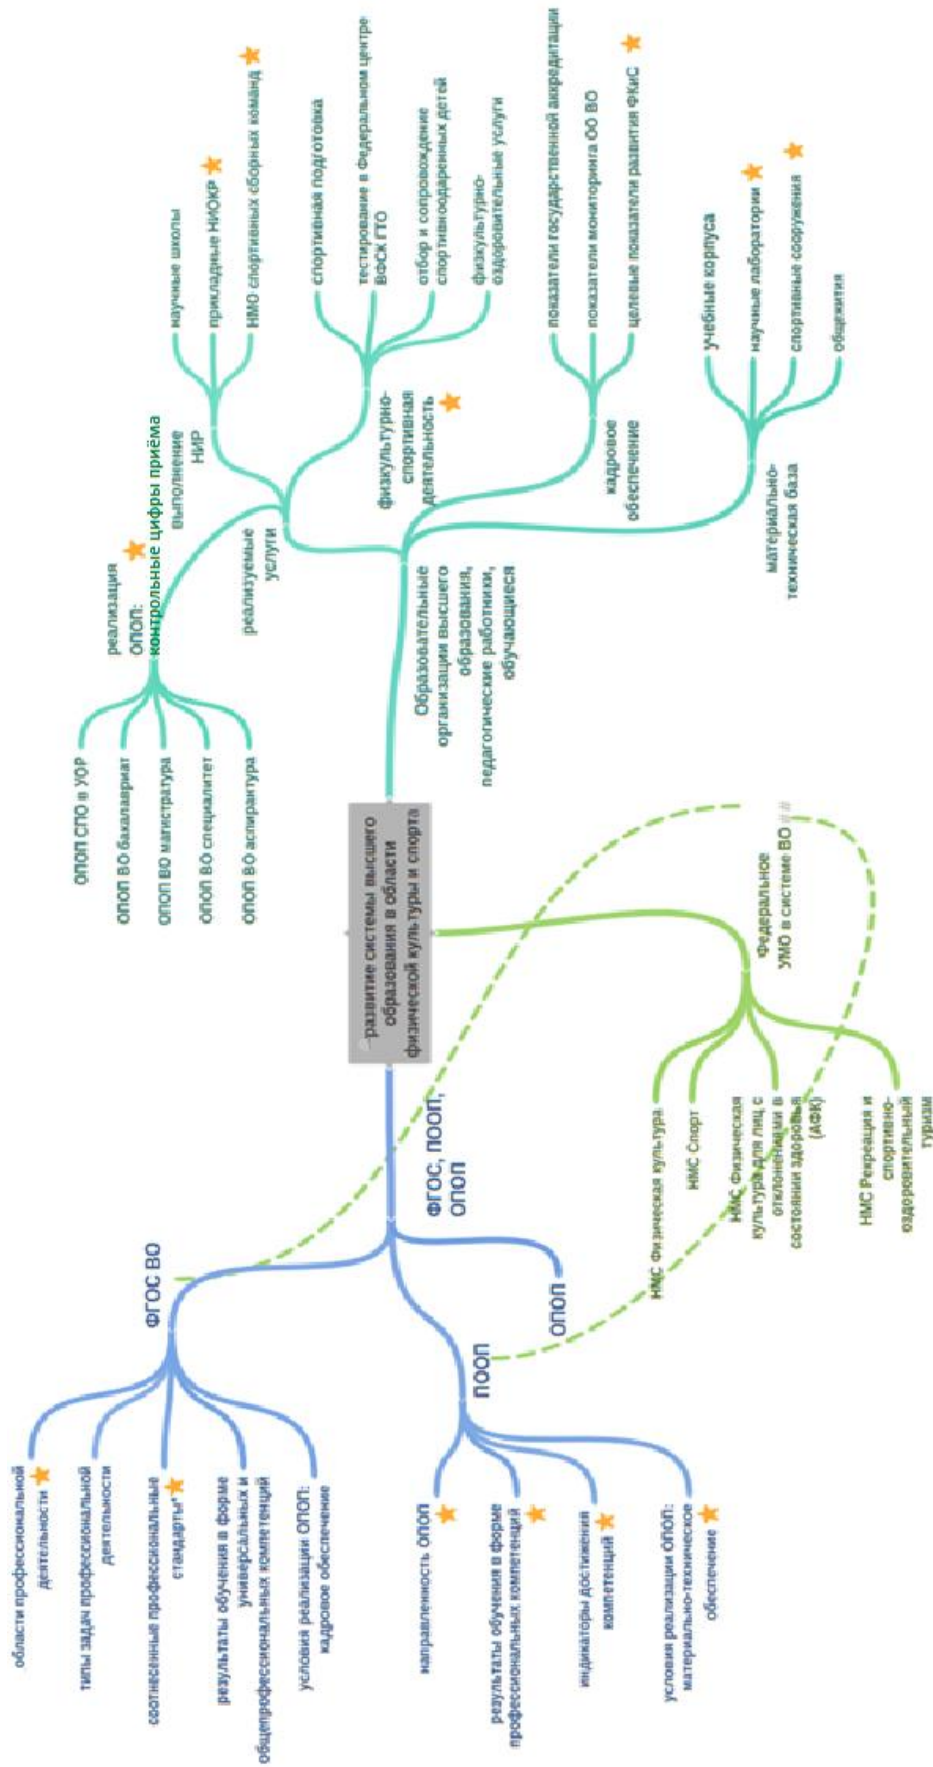 развитие системы высшего
образования в области
физической культуры и спорта
ФГОС, ПООП,
ОПОП
ФГОС ВО
области профессиональной
деятельности
типы задач профессиональной
деятельности
соотнесенные профессиональные
стандарты*
результаты обучения в форме
универсальных и
общепрофессиональных компетенций
условия реализации ОПОП:
кадровое обеспечение
ПООП
направленность ОПОП
результаты обучения в форме
профессиональных компетенций
индикаторы достижения
компетенций
условия реализации ОПОП:
материально-техническое
обеспечение
ОПОП
Федеральное
УМО в системе ВО
НМС Физическая культура
НМС Спорт
НМС Физическая
культура для лиц с
отклонениями в
состоянии здоровья
(АФК)
НМС Рекреация и
спортивно-
оздоровительный
туризм
Образовательные
организации высшего
образования,
педагогические работники,
обучающиеся
реализуемые
услуги
реализация
ОПОП:
контрольные цифры приёма
ОПОП СПО в УОР
ОПОП ВО бакалавриат
ОПОП ВО магистратура
ОПОП ВО специалитет
ОПОП ВО аспирантура
выполнение
НИР
научные школы
прикладные НИОКР
НМО спортивных сборных команд
физкультурно-
спортивная
деятельность
спортивная подготовка
тестирование в Федеральном центре
ВФСК ГТО
отбор и сопровождение
спортивноодаренных детей
физкультурно-
оздоровительные услуги
кадровое
обеспечение
показатели государственной аккредитации
показатели мониторинга ОО ВО
целевые показатели развития ФКиС
материально-
техническая база
учебные корпуса
научные лаборатории
спортивные сооружения
общежития